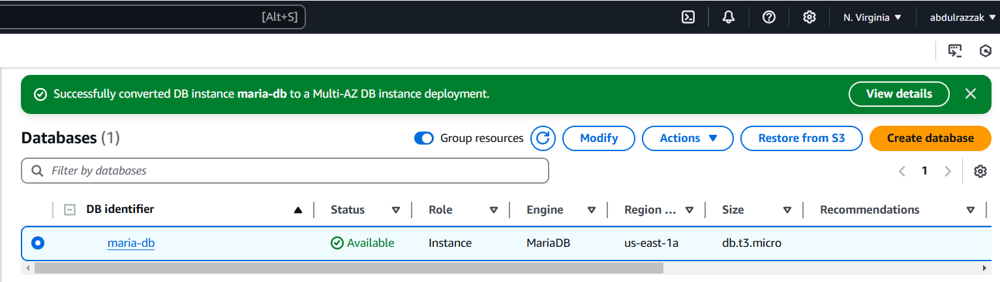 [Alt+S] N. Virginia abdulrazzak
Successfully converted DB instance maria-db to a Multi-AZ DB instance deployment. View details
Databases (1) Group resources Modify Actions Restore from S3 Create database
Filter by databases 1
DB identifier Status Role Engine Region ... Size Recommendations
maria-db Available Instance MariaDB us-east-1a db.t3.micro